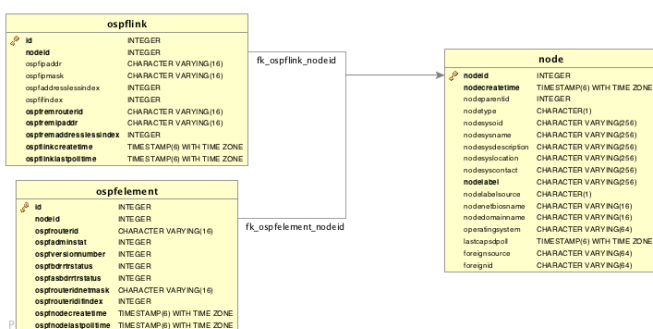 ospflink
id INTEGER
nodeid INTEGER
ospfipaddr CHARACTER VARYING(16)
ospfipmask CHARACTER VARYING(16)
ospfaddresslessindex INTEGER
ospfifindex INTEGER
ospfremrouterid CHARACTER VARYING(16)
ospfremipaddr CHARACTER VARYING(16)
ospfremaddresslessindex INTEGER
ospflinkcreatetime TIMESTAMP(6) WITH TIME ZONE
ospflinklastpolltime TIMESTAMP(6) WITH TIME ZONE
fk_ospflink_nodeid
node
nodeid INTEGER
nodecreatetime TIMESTAMP(6) WITH TIME ZONE
nodeparentid INTEGER
nodetype CHARACTER(1)
nodesysoid CHARACTER VARYING(256)
nodesysname CHARACTER VARYING(256)
nodesysdescription CHARACTER VARYING(256)
nodesyslocation CHARACTER VARYING(256)
nodesyscontact CHARACTER VARYING(256)
nodelabel CHARACTER VARYING(256)
nodelabelsource CHARACTER(1)
nodenetbiosname CHARACTER VARYING(16)
nodedomainname CHARACTER VARYING(16)
operatingsystem CHARACTER VARYING(64)
lastcapsdpoll TIMESTAMP(6) WITH TIME ZONE
foreignsource CHARACTER VARYING(64)
foreignid CHARACTER VARYING(64)
ospfelement
id INTEGER
nodeid INTEGER
ospfrouterid CHARACTER VARYING(16)
ospfadminstat INTEGER
ospfversionnumber INTEGER
ospfbdrrtrstatus INTEGER
ospfasbdrrtrstatus INTEGER
ospfrouteridnetmask CHARACTER VARYING(16)
ospfrouteridifindex INTEGER
ospfnodecreatetime TIMESTAMP(6) WITH TIME ZONE
ospfnodelastpolltime TIMESTAMP(6) WITH TIME ZONE
fk_ospfelement_nodeid